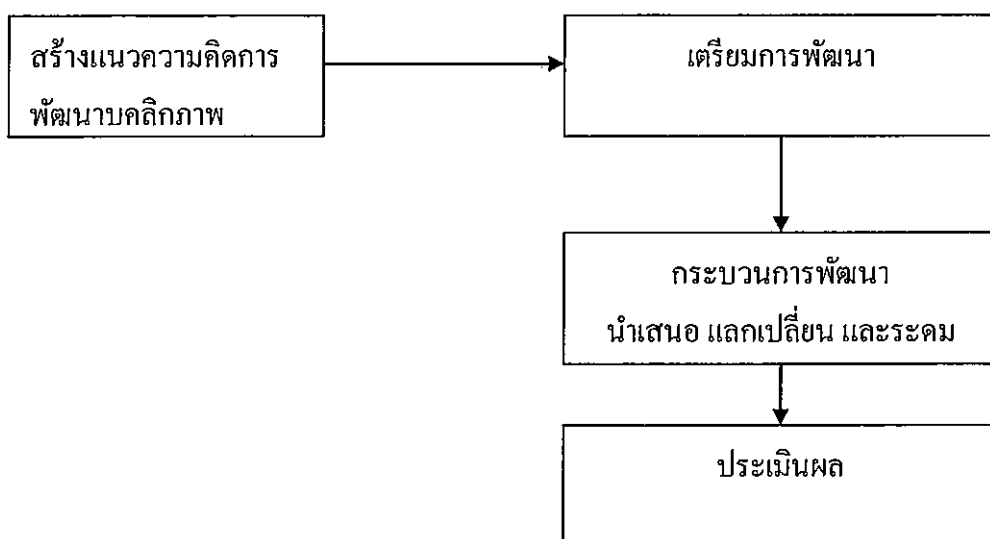 สร้างแนวความคิดการ
พัฒนาบคลิกภาพ
เตรียมการพัฒนา
กระบวนการพัฒนา
นำเสนอ แลกเปลี่ยน และระดม
ประเมินผล